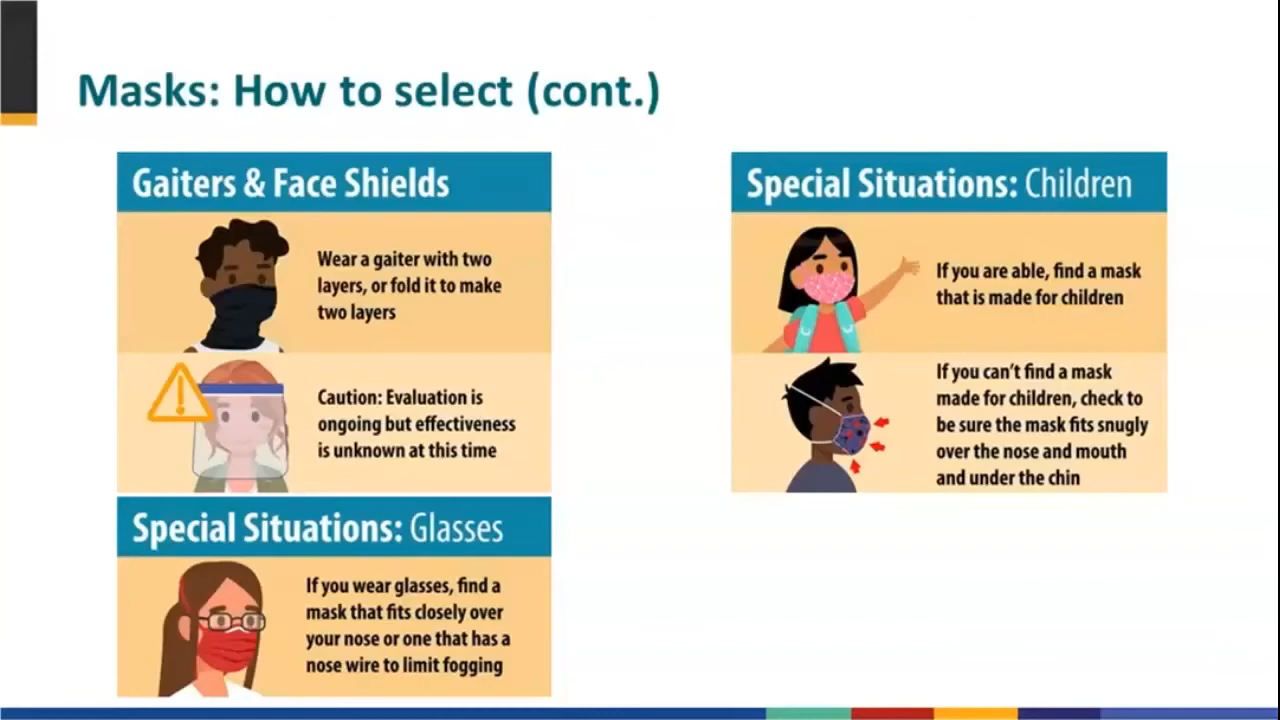 Masks: How to select (cont.)
Gaiters & Face Shields
Wear a gaiter with two
layers, or fold it to make
two layers
Caution: Evaluation is
ongoing but effectiveness
is unknown at this time
Special Situations: Glasses
If you wear glasses, find a
mask that fits closely over
your nose or one that has a
nose wire to limit fogging
Special Situations: Children
If you are able, find a mask
that is made for children
If you can't find a mask
made for children, check to
be sure the mask fits snugly
over the nose and mouth
and under the chin